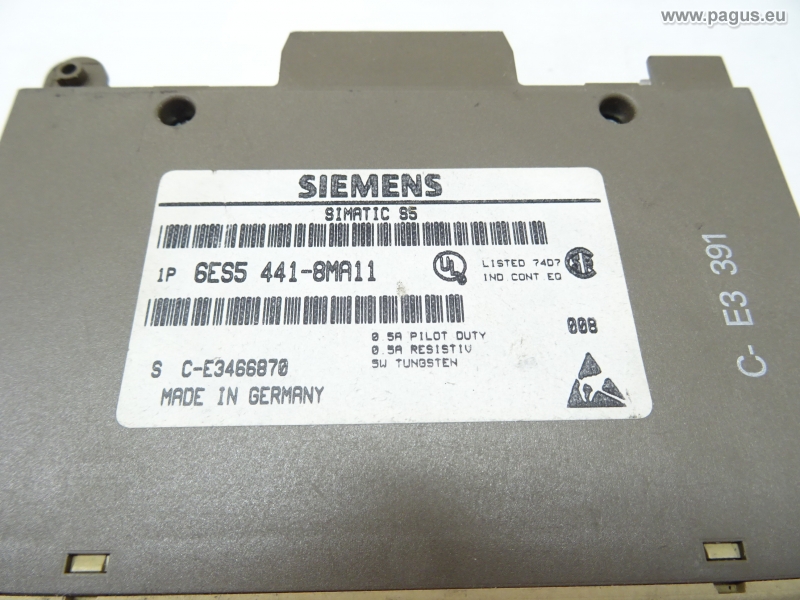 www.pagus.eu
SIEMENS
SIMATIC S5
1P 6ES5 441-8MA11
UL
LISTED 74D7
IND CONT EQ
0 5A PILOT DUTY
0.5A RESISTIV
5W TUNGSTEN
008
S C-E3466870
MADE IN GERMANY
C- E3 391